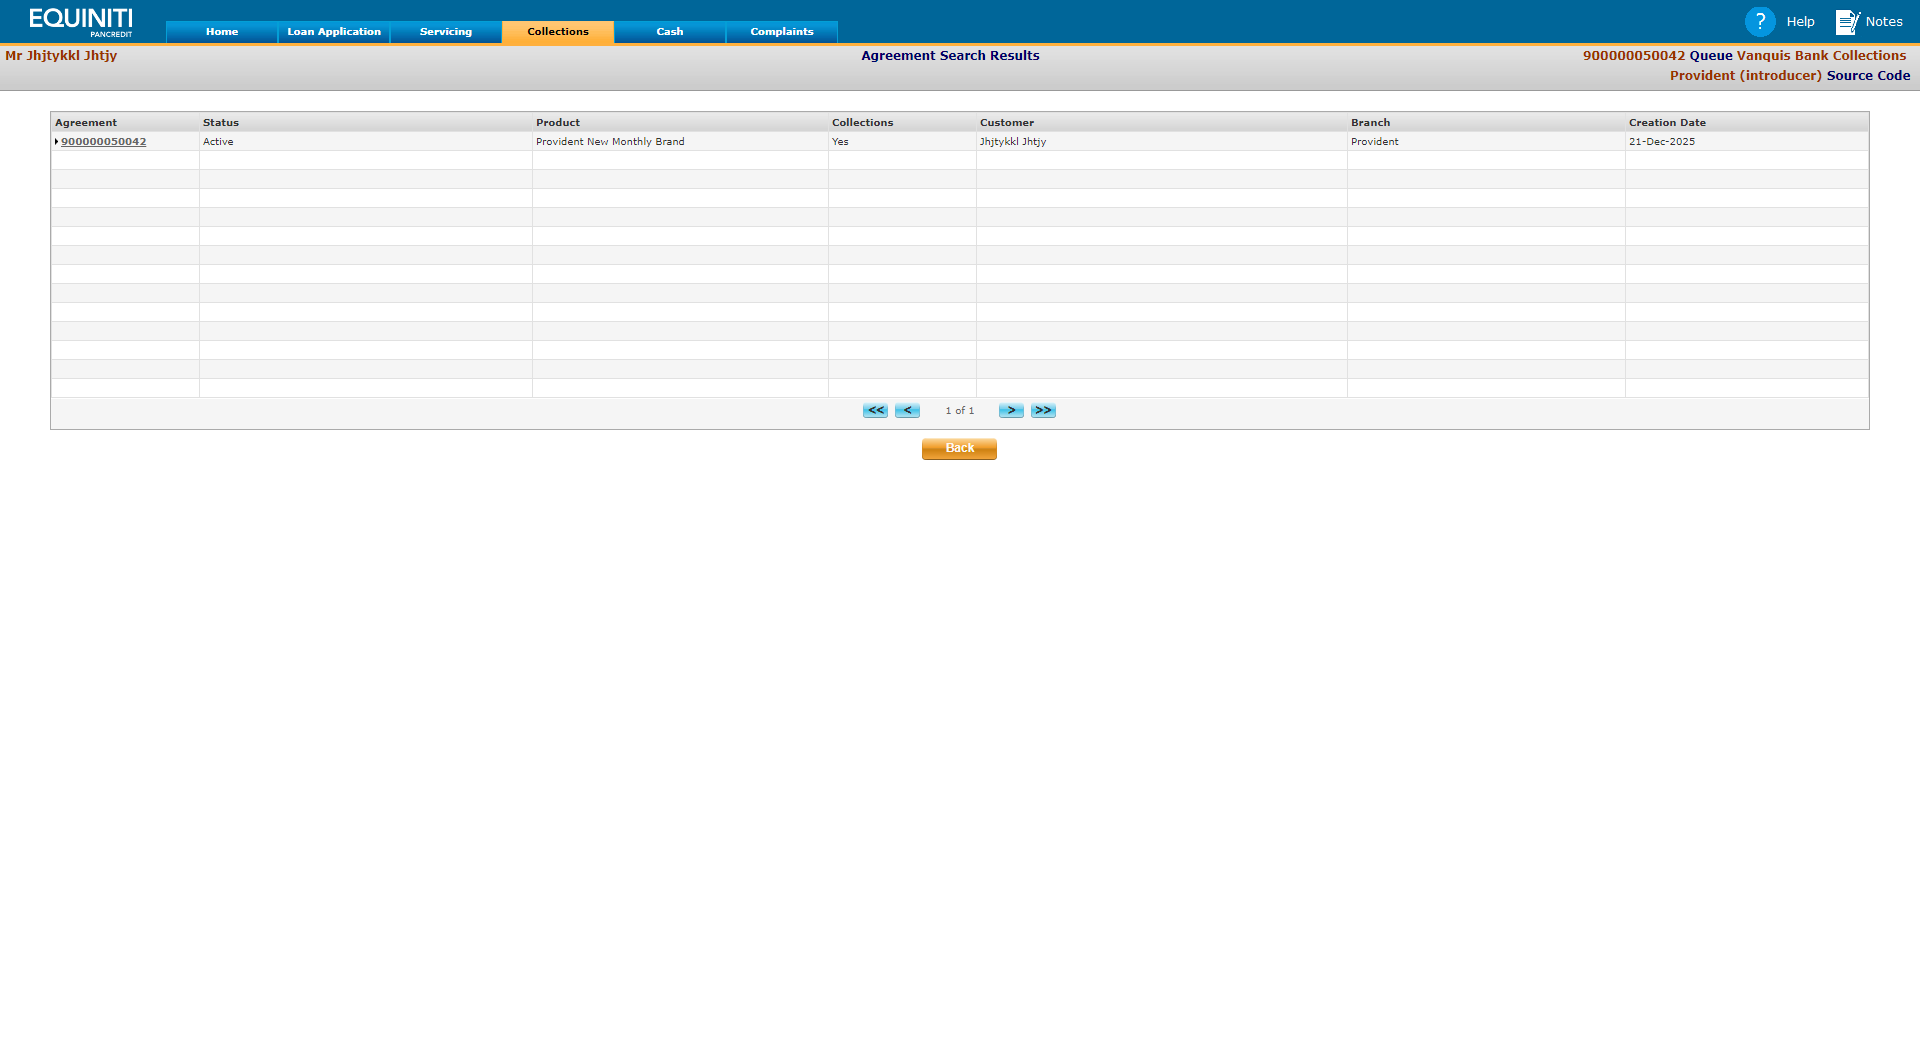 EQUINITI
PANCREDIT
Home Loan Application Servicing Collections Cash Complaints
? Help Notes
Mr Jhjtykkl Jhtjy Agreement Search Results 900000050042 Queue Vanquis Bank Collections
Provident (introducer) Source Code
Agreement Status Product Collections Customer Branch Creation Date
900000050042 Active Provident New Monthly Brand Yes Jhjtykkl Jhtjy Provident 21-Dec-2025
<< < 1 of 1 > >>
Back